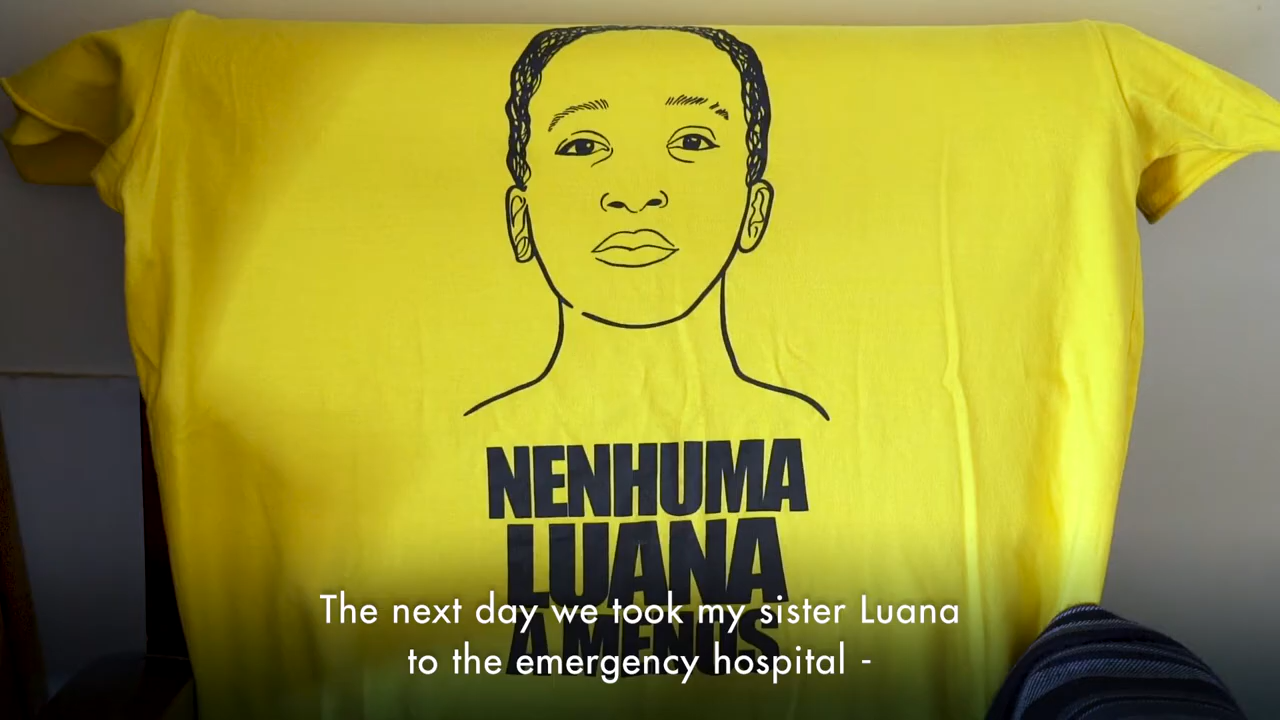 NENHUMA
LUANA
A MENOS
The next day we took my sister Luana
to the emergency hospital -